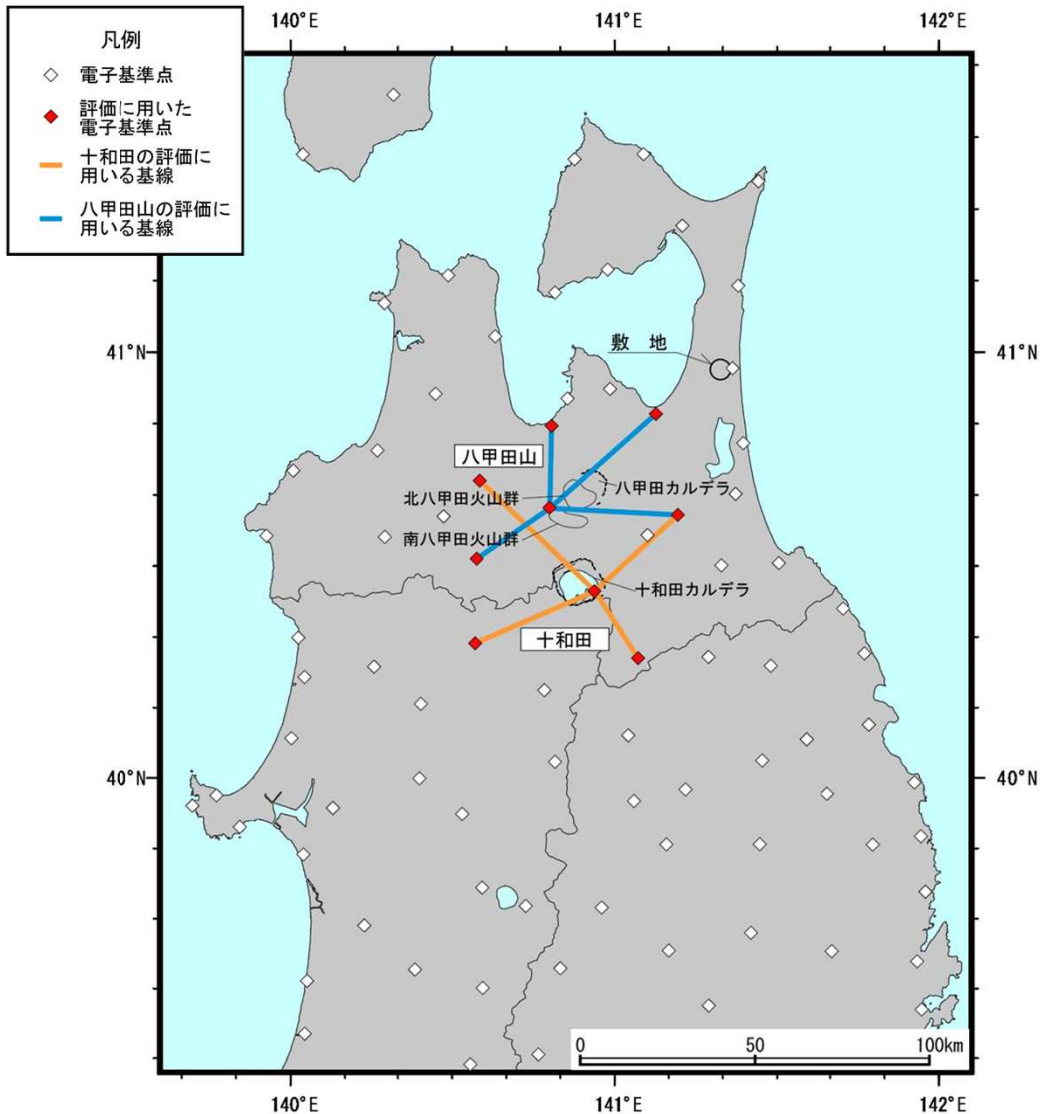 140°E
141°E
142°E
凡例
電子基準点
評価に用いた
電子基準点
十和田の評価に
用いる基線
八甲田山の評価に
用いる基線
41°N
敷 地
41°N
八甲田山
北八甲田火山群
八甲田カルデラ
南八甲田火山群
十和田カルデラ
十和田
40°N
40°N
0
50
100km
140°E
141°E
142°E